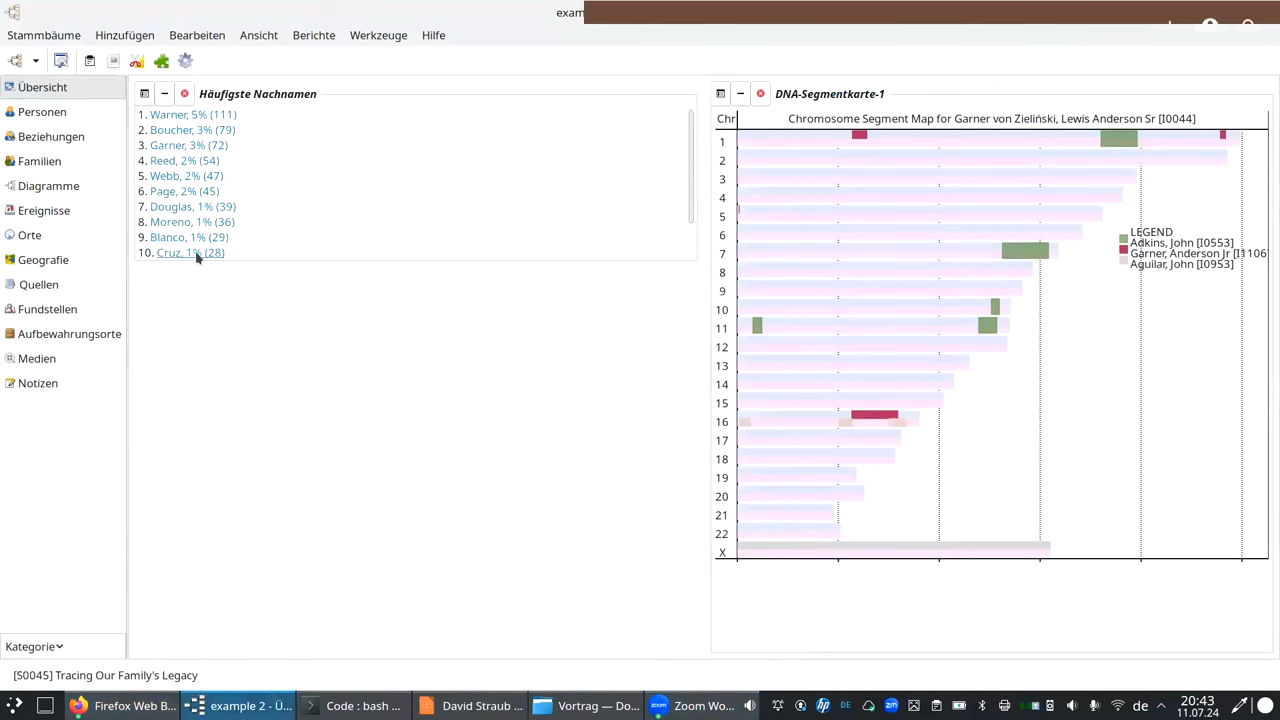 exam
Stammbäume Hinzufügen Bearbeiten Ansicht Berichte Werkzeuge Hilfe
Übersicht
Personen
Beziehungen
Familien
Diagramme
Ereignisse
Orte
Geografie
Quellen
Fundstellen
Aufbewahrungsorte
Medien
Notizen
Kategorie
Häufigste Nachnamen
1. Warner, 5% (111)
2. Boucher, 3% (79)
3. Garner, 3% (72)
4. Reed, 2% (54)
5. Webb, 2% (47)
6. Page, 2% (45)
7. Douglas, 1% (39)
8. Moreno, 1% (36)
9. Blanco, 1% (29)
10. Cruz, 1% (28)
DNA-Segmentkarte-1
Chr Chromosome Segment Map for Garner von Zieliński, Lewis Anderson Sr [I0044]
1
2
3
4
5
6
7
8
9
10
11
12
13
14
15
16
17
18
19
20
21
22
X
LEGEND
Adkins, John [I0553]
Garner, Anderson Jr [I1106]
Aguilar, John [I0953]
[S0045] Tracing Our Family's Legacy
Firefox Web B... example 2 - Ü... Code : bash ... David Straub ... Vortrag — Do... Zoom Wo... DE de 20:43
11.07.24